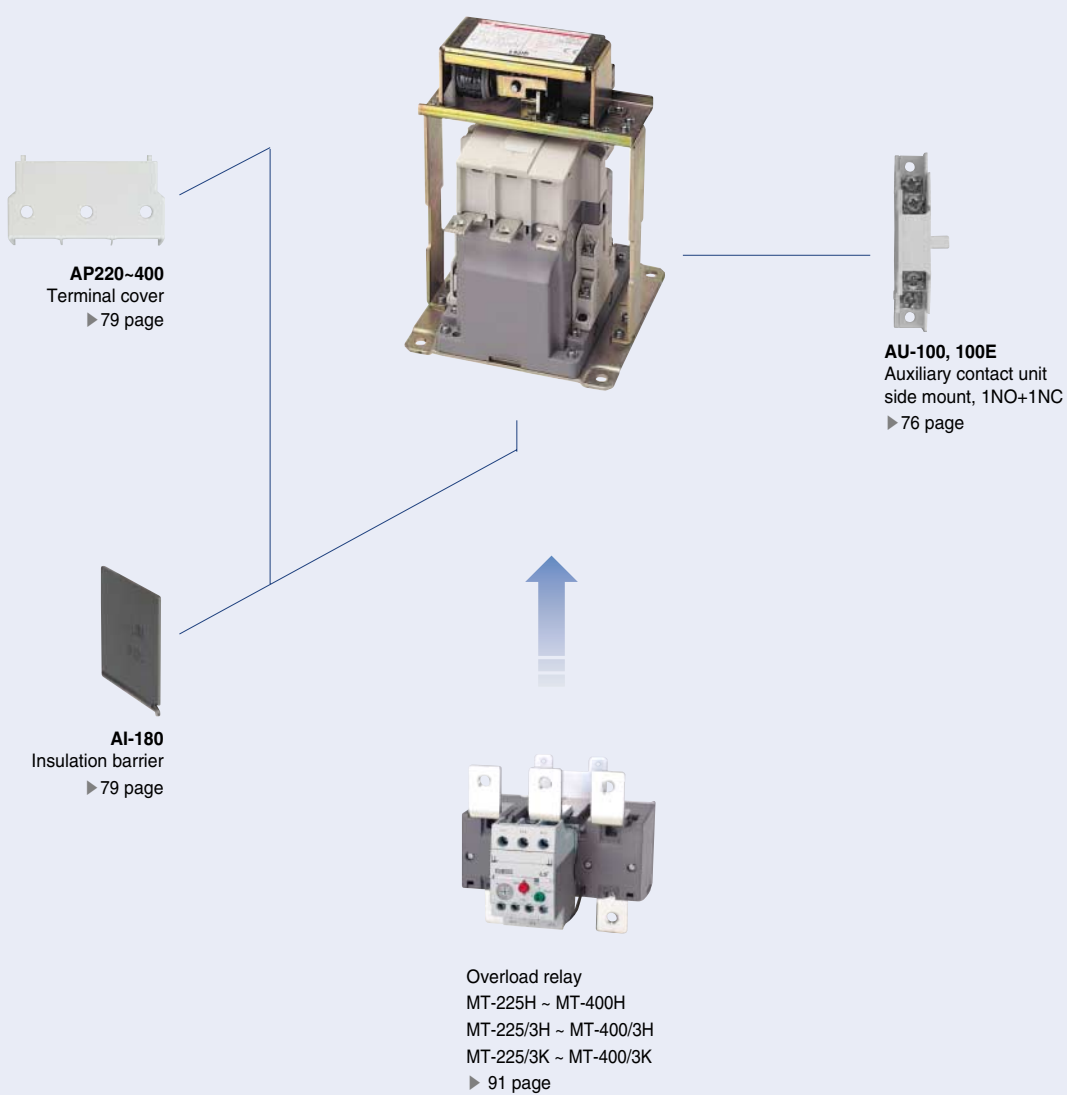 AP220~400
Terminal cover
▶79 page
AU-100, 100E
Auxiliary contact unit
side mount, 1NO+1NC
▶76 page
AI-180
Insulation barrier
▶79 page
Overload relay
MT-225H ~ MT-400H
MT-225/3H ~ MT-400/3H
MT-225/3K ~ MT-400/3K
▶ 91 page